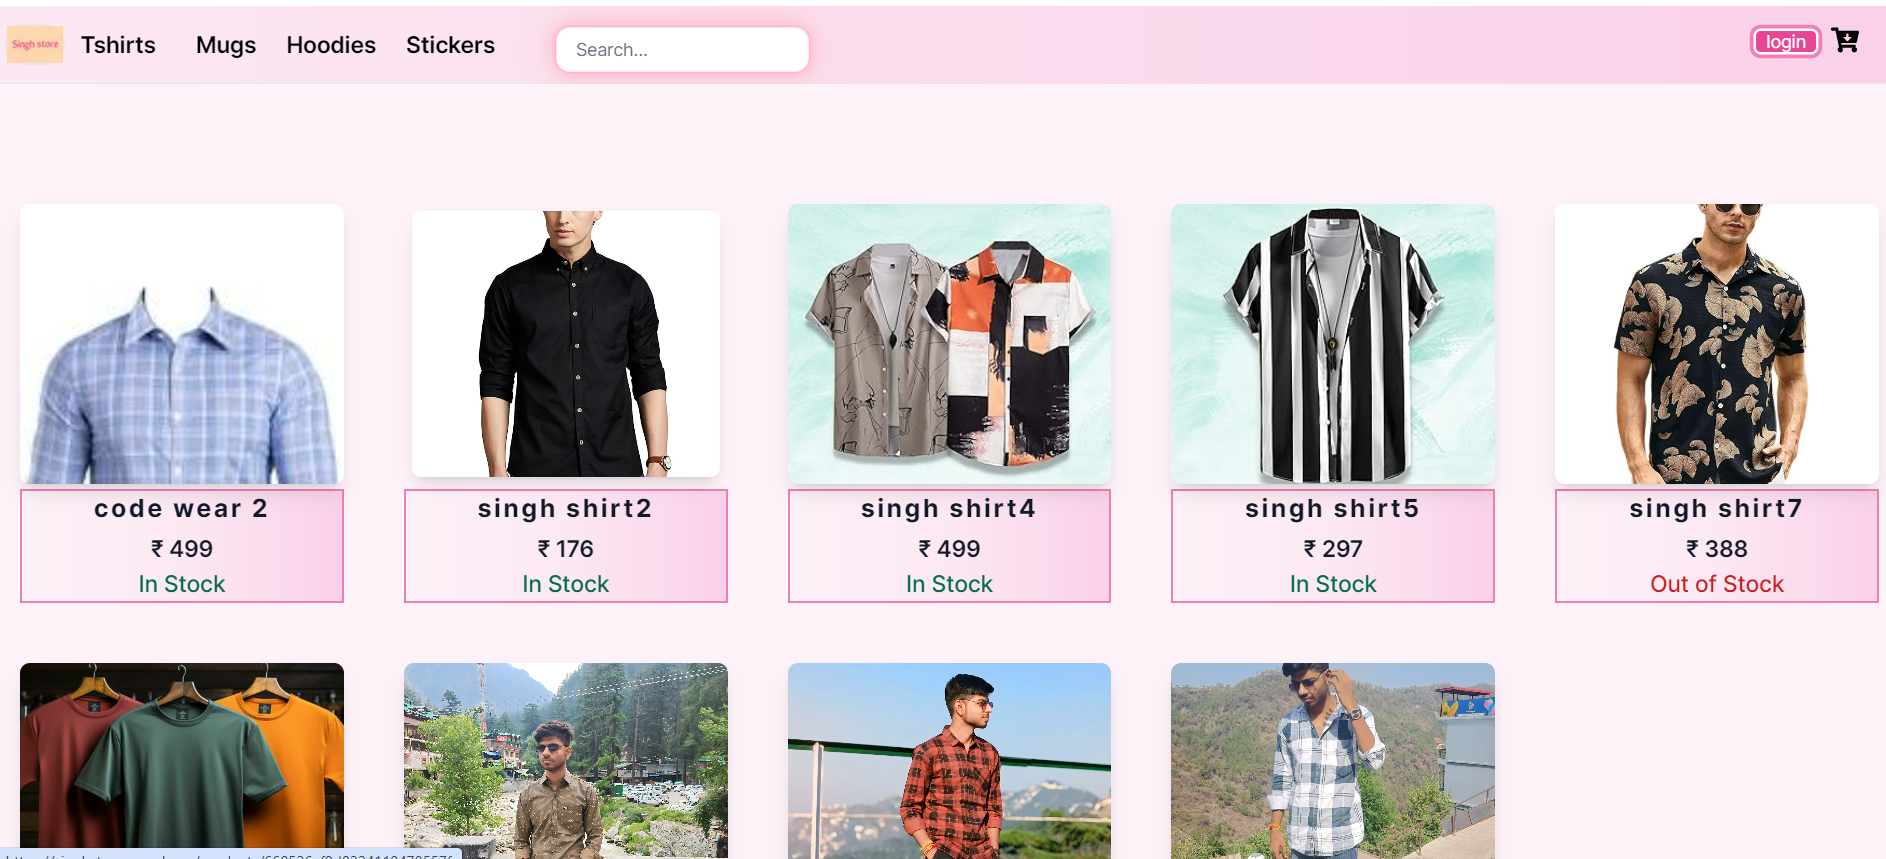 Singh store
Tshirts
Mugs
Hoodies
Stickers
Search...
login
code wear 2
₹ 499
In Stock
singh shirt2
₹ 176
In Stock
singh shirt4
₹ 499
In Stock
singh shirt5
₹ 297
In Stock
singh shirt7
₹ 388
Out of Stock